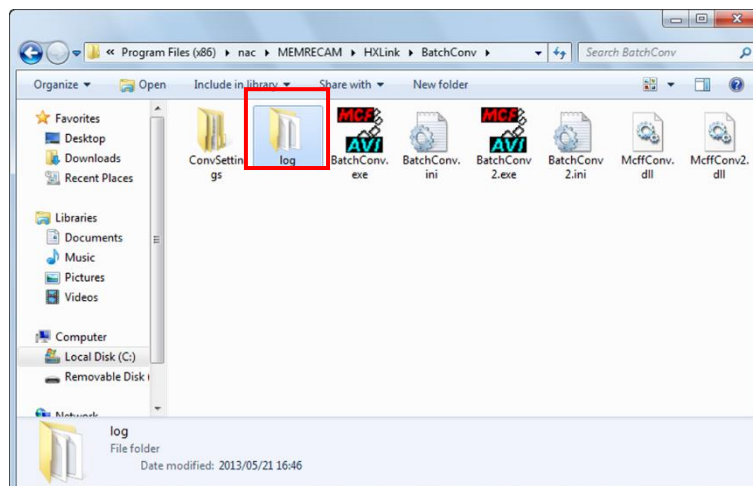 « Program Files (x86) ▸ nac ▸ MEMRECAM ▸ HXLink ▸ BatchConv ▸
Search BatchConv
Organize ▾ Open Include in library ▾ Share with ▾ New folder
Favorites
Desktop
Downloads
Recent Places
Libraries
Documents
Music
Pictures
Videos
Computer
Local Disk (C:)
Removable Disk (
Network
ConvSettin
gs
log
MCF
AVI
BatchConv.
exe
BatchConv.
ini
MCF
AVI
BatchConv
2.exe
BatchConv
2.ini
McffConv.
dll
McffConv2.
dll
log
File folder
Date modified: 2013/05/21 16:46